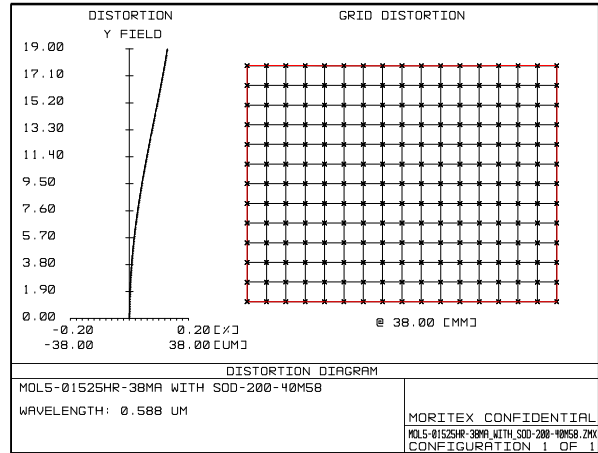 DISTORTION
Y FIELD
GRID DISTORTION
19.00
17.10
15.20
13.30
11.40
9.50
7.60
5.70
3.80
1.90
0.00
-0.20 0.20[%]
-38.00 38.00[UM]
@ 38.00 [MM]
DISTORTION DIAGRAM
MOL5-01525HR-38MA WITH SOD-200-40M58
WAVELENGTH: 0.588 UM
MORITEX CONFIDENTIAL
MOL5-01525HR-38MA_WITH_SOD-200-40M58.ZMX
CONFIGURATION 1 OF 1